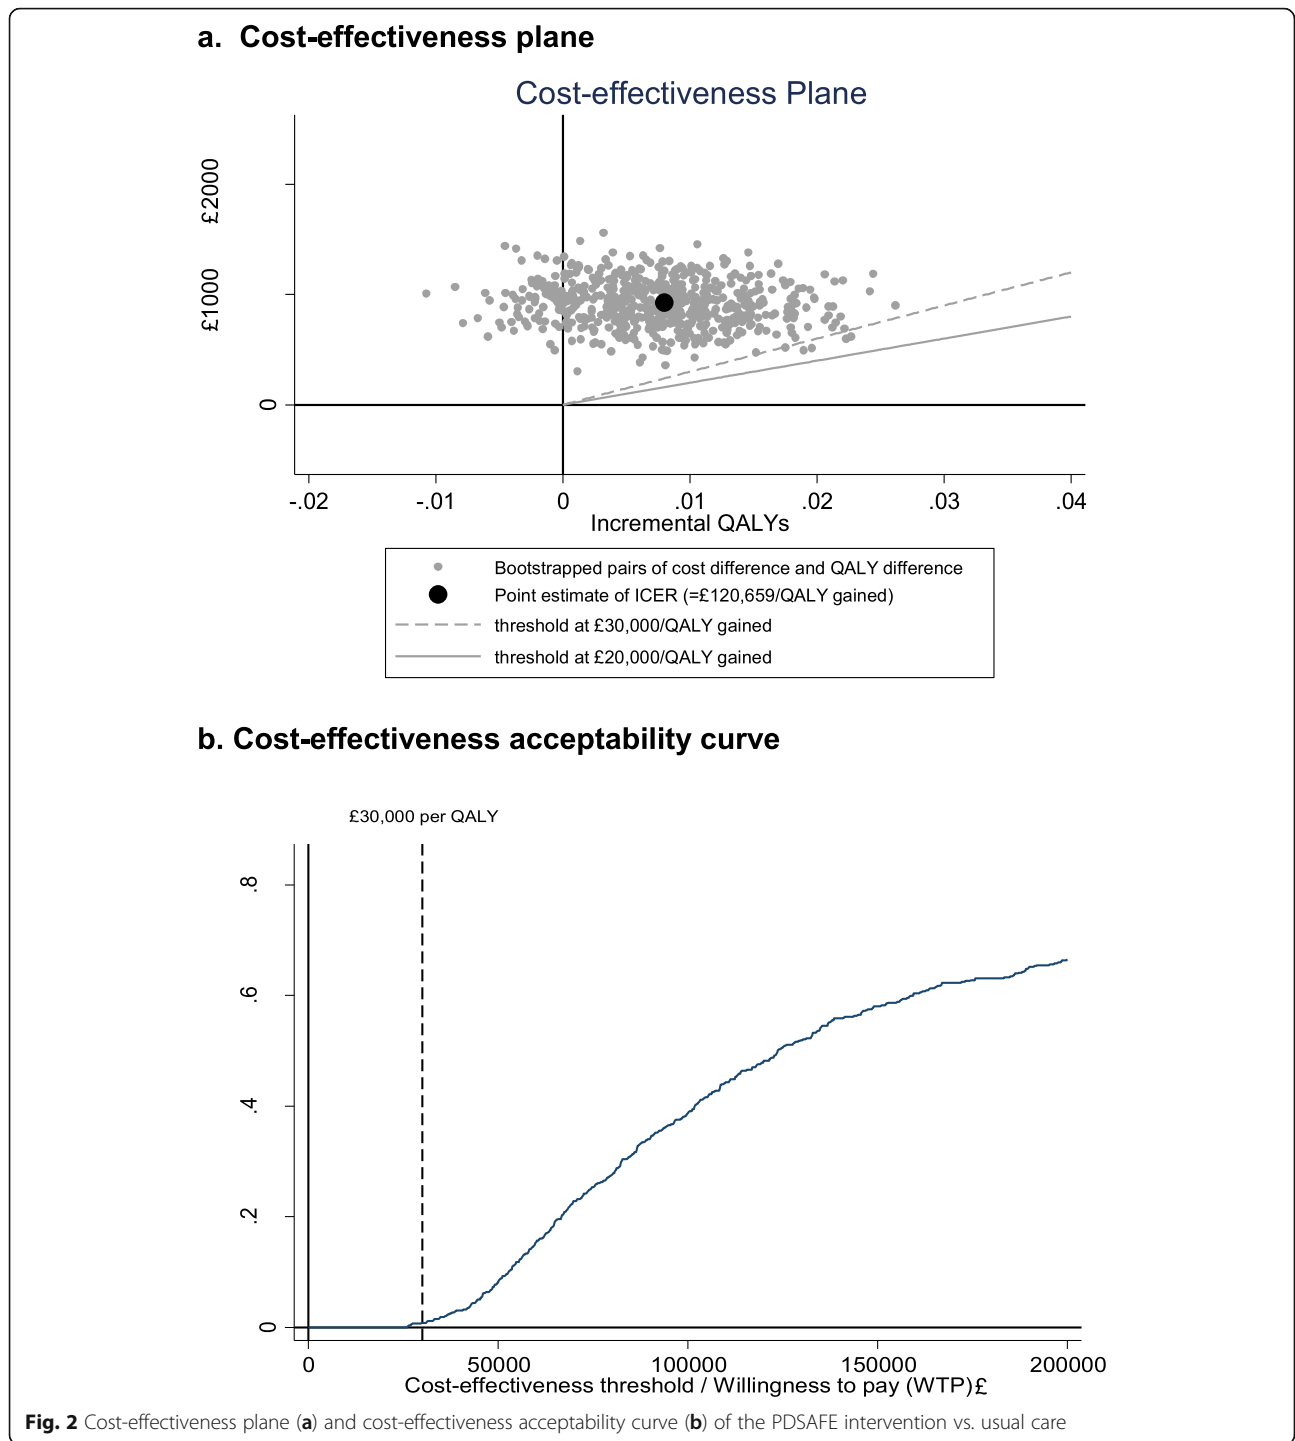 a. Cost-effectiveness plane
Cost-effectiveness Plane
£2000
£1000
0
-.02 -.01 0 .01 .02 .03 .04
Incremental QALYs
Bootstrapped pairs of cost difference and QALY difference
Point estimate of ICER (=£120,659/QALY gained)
threshold at £30,000/QALY gained
threshold at £20,000/QALY gained
b. Cost-effectiveness acceptability curve
£30,000 per QALY
.8
.6
.4
.2
0
0 50000 100000 150000 200000
Cost-effectiveness threshold / Willingness to pay (WTP)£
Fig. 2 Cost-effectiveness plane (a) and cost-effectiveness acceptability curve (b) of the PDSAFE intervention vs. usual care